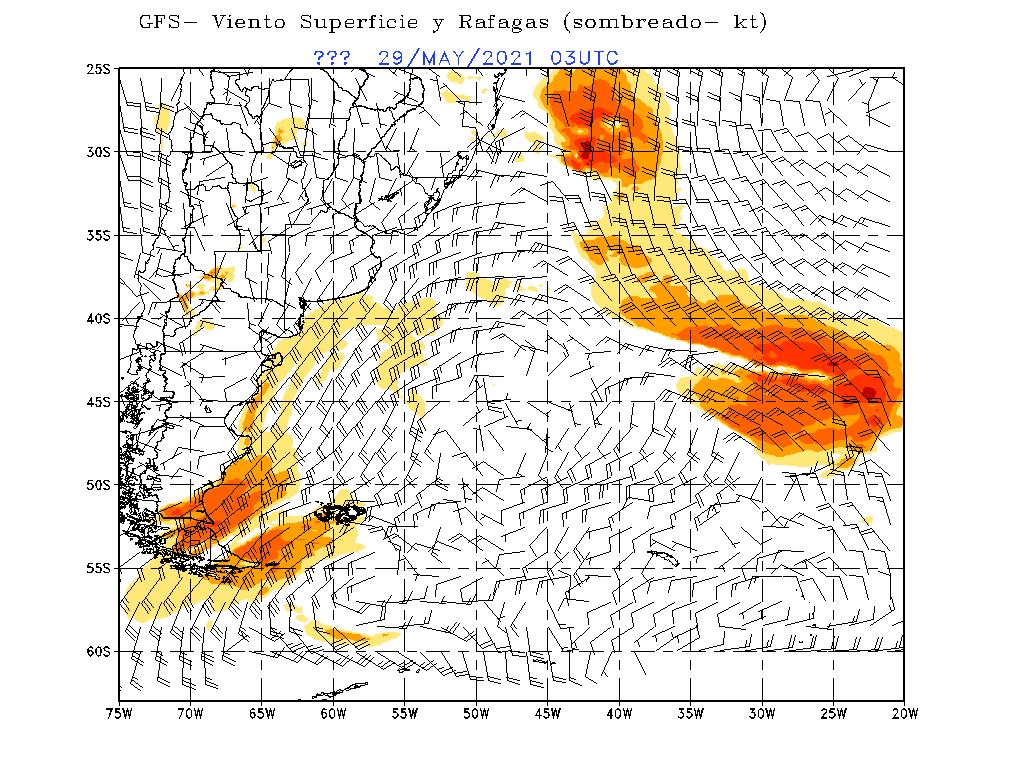 GFS- Viento Superficie y Rafagas (sombreado- kt)
??? 29/MAY/2021 03UTC
25S
30S
35S
40S
45S
50S
55S
60S
75W 70W 65W 60W 55W 50W 45W 40W 35W 30W 25W 20W